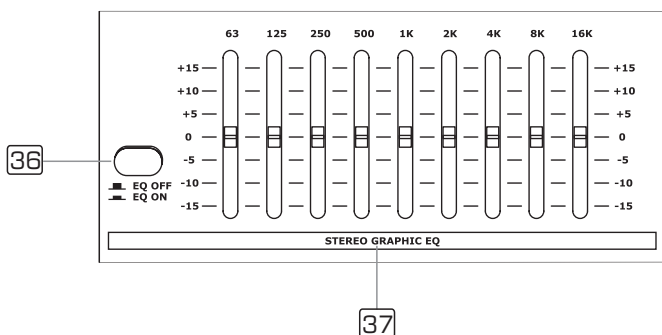 63 125 250 500 1K 2K 4K 8K 16K
+15 +15
+10 +10
+5 +5
0 0
36
-5 -5
EQ OFF
-10 -10
EQ ON
-15 -15
STEREO GRAPHIC EQ
37